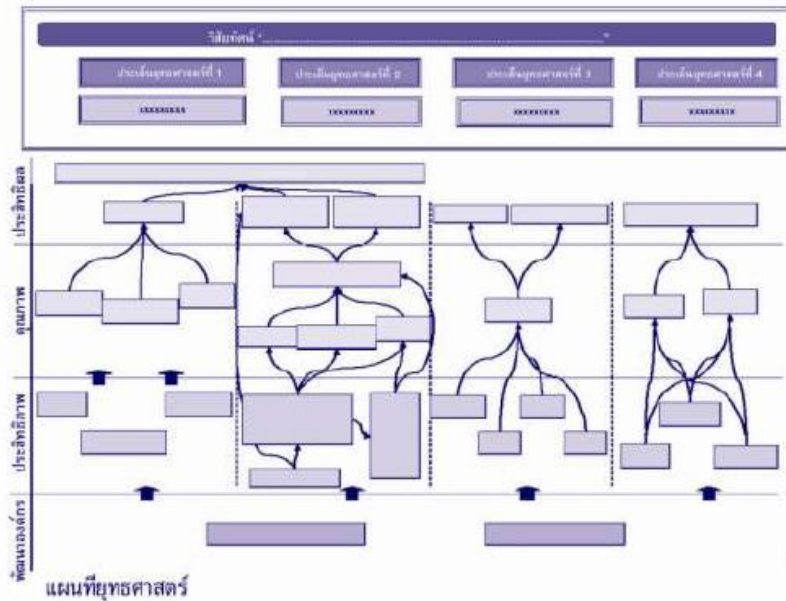 วิสัยทัศน์ “..........................................................................................”
ประเด็นยุทธศาสตร์ที่ 1
ประเด็นยุทธศาสตร์ที่ 2
ประเด็นยุทธศาสตร์ที่ 3
ประเด็นยุทธศาสตร์ที่ 4
xxxxxxxxx
xxxxxxxxx
xxxxxxxxx
xxxxxxxxx
ประสิทธิผล
คุณภาพ
ประสิทธิภาพ
พัฒนาองค์กร
แผนที่ยุทธศาสตร์